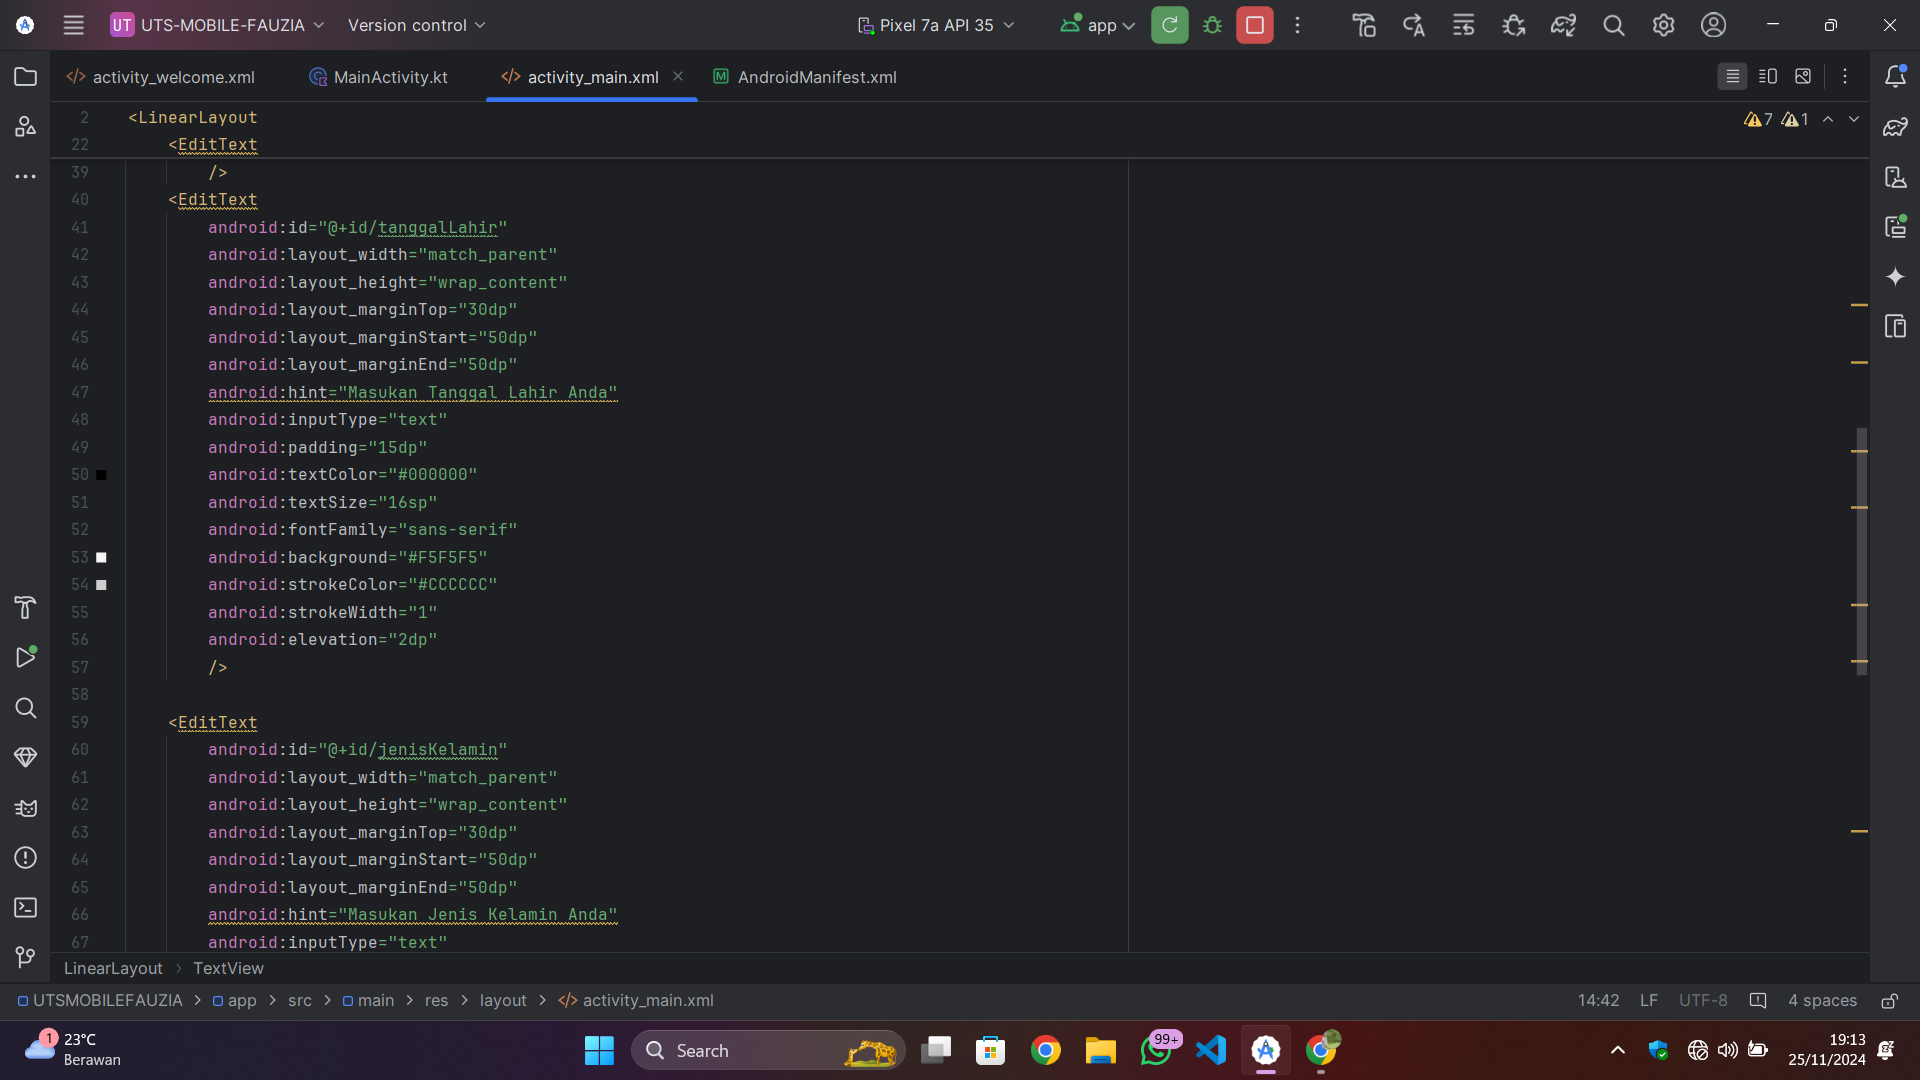 UT UTS-MOBILE-FAUZIA Version control Pixel 7a API 35 app
activity_welcome.xml MainActivity.kt activity_main.xml AndroidManifest.xml
2 <LinearLayout 7 1
22 <EditText
39 />
40 <EditText
41 android:id="@+id/tanggalLahir"
42 android:layout_width="match_parent"
43 android:layout_height="wrap_content"
44 android:layout_marginTop="30dp"
45 android:layout_marginStart="50dp"
46 android:layout_marginEnd="50dp"
47 android:hint="Masukan Tanggal Lahir Anda"
48 android:inputType="text"
49 android:padding="15dp"
50 android:textColor="#000000"
51 android:textSize="16sp"
52 android:fontFamily="sans-serif"
53 android:background="#F5F5F5"
54 android:strokeColor="#CCCCCC"
55 android:strokeWidth="1"
56 android:elevation="2dp"
57 />
58
59 <EditText
60 android:id="@+id/jenisKelamin"
61 android:layout_width="match_parent"
62 android:layout_height="wrap_content"
63 android:layout_marginTop="30dp"
64 android:layout_marginStart="50dp"
65 android:layout_marginEnd="50dp"
66 android:hint="Masukan Jenis Kelamin Anda"
67 android:inputType="text"
LinearLayout > TextView
UTSMOBILEFAUZIA > app > src > main > res > layout > activity_main.xml 14:42 LF UTF-8 4 spaces
1 23°C
Berawan
Search
99+
19:13
25/11/2024